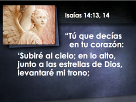 Isaías 14:13, 14
“Tú que decías
en tu corazón:
‘Subiré al cielo; en lo alto,
junto a las estrellas de Dios,
levantaré mi trono;